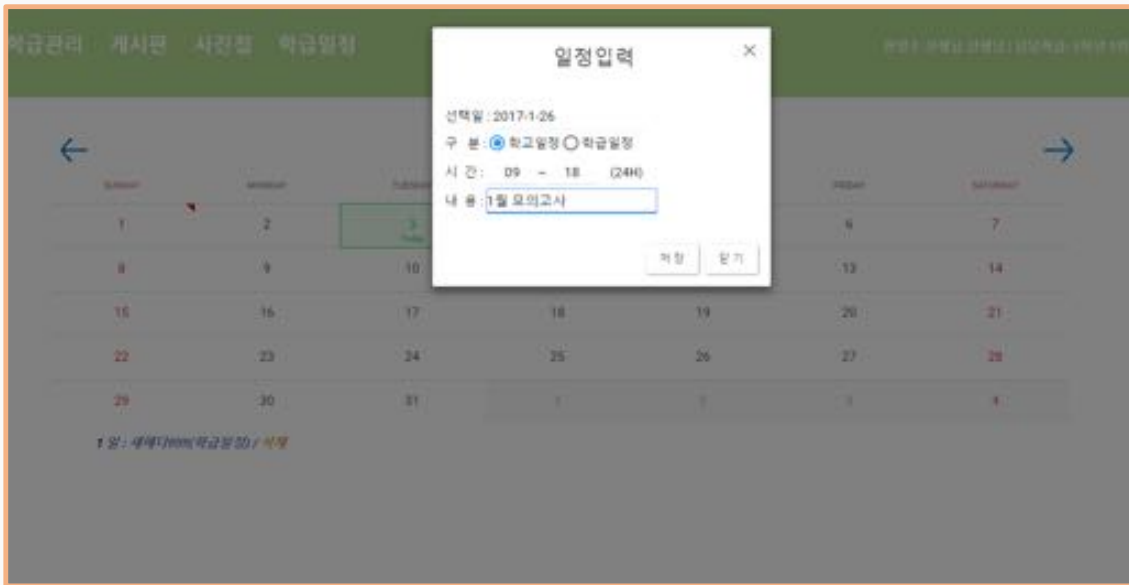 학급관리 게시판 사진첩 학급일정
일정입력 ×
선택일 : 2017-1-26
구 분 : 학교일정 학급일정
시 간 : 09 ~ 18 (24H)
내 용 : 1월 모의고사
저장 닫기
SUNDAY MONDAY TUESDAY FRIDAY SATURDAY
1 2 3 6 7
8 9 10 13 14
15 16 17 18 19 20 21
22 23 24 25 26 27 28
29 30 31 1 2 3 4
1 일 : (학급일정) / 삭제